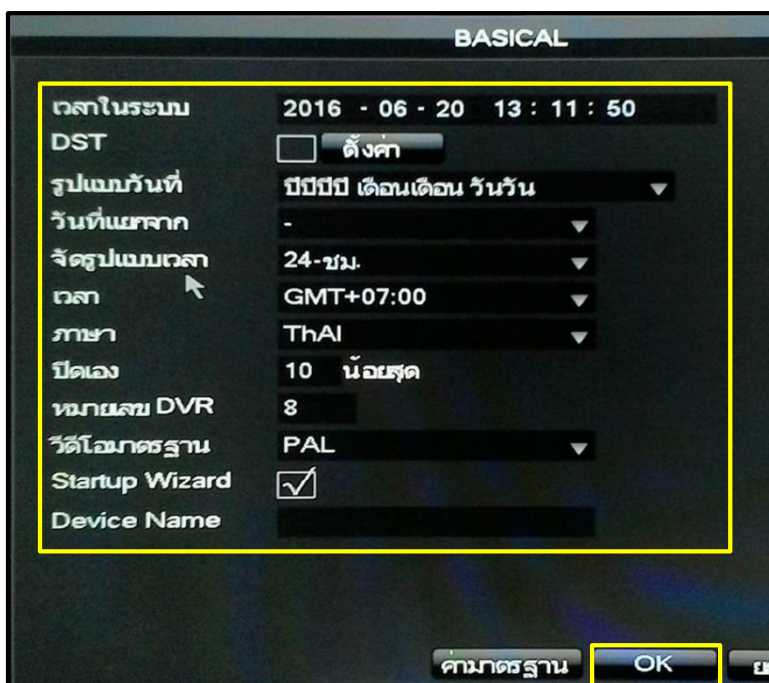 BASICAL
เวลาในระบบ 2016 - 06 - 20 13 : 11 : 50
DST ตั้งค่า
รูปแบบวันที่ ปีปีปีปี เดือนเดือน วันวัน
วันที่แยกจาก -
จัดรูปแบบเวลา 24-ชม.
เวลา GMT+07:00
ภาษา ThAI
ปิดเอง 10 น้อยสุด
หมายเลข DVR 8
วีดีโอมาตรฐาน PAL
Startup Wizard
Device Name
ค่ามาตรฐาน OK